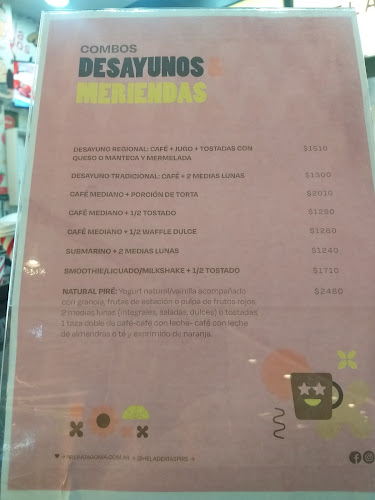 COMBOS
DESAYUNOS &
MERIENDAS
DESAYUNO REGIONAL: CAFÉ + JUGO + TOSTADAS CON $1510
QUESO O MANTECA Y MERMELADA
DESAYUNO TRADICIONAL: CAFÉ + 2 MEDIAS LUNAS $1300
CAFÉ MEDIANO + PORCIÓN DE TORTA $2010
CAFÉ MEDIANO + 1/2 TOSTADO
CAFÉ MEDIANO + 1/2 WAFFLE DULCE
SUBMARINO + 2 MEDIAS LUNAS $1240
SMOOTHIE/LICUADO/MILKSHAKE + 1/2 TOSTADO $1710
NATURAL PIRÉ: Yogurt natural/vainilla acompañado $2480
con granola, frutas de estación o pulpa de frutos rojos,
2 medias lunas (integrales, saladas, dulces) o tostadas
1 taza doble de café-café con leche- café con leche
de almendras o té y exprimido de naranja.